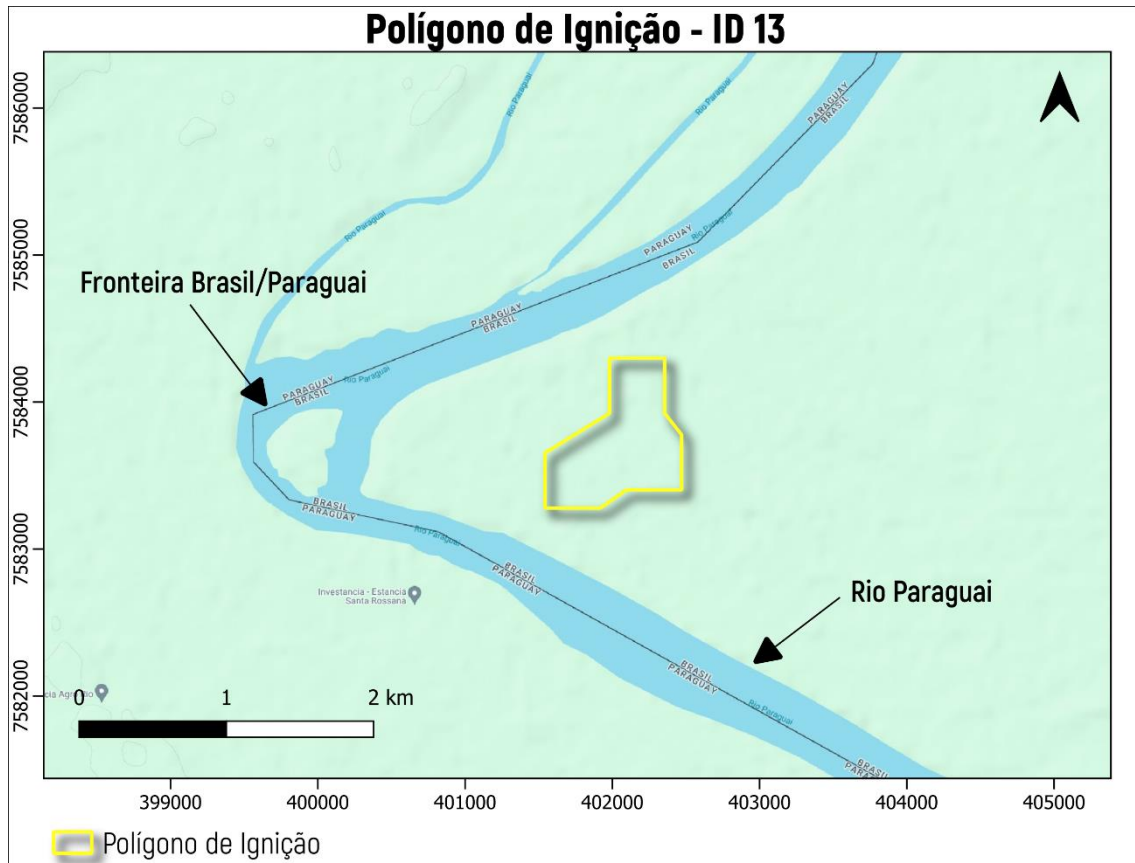 Polígono de Ignição - ID 13
7586000
7585000
7584000
7583000
7582000
Rio Paraguai
Rio Paraguai
PARAGUAY
BRASIL
Rio Paraguai
Rio Paraguai
PARAGUAY
BRASIL
Fronteira Brasil/Paraguai
PARAGUAY
BRASIL
Rio Paraguai
PARAGUAY
BRASIL
BRASIL
PARAGUAY
Rio Paraguai
BRASIL
PARAGUAY
Investancia - Estancia
Santa Rossana
Rio Paraguai
BRASIL
PARAGUAY
Rio Paraguai
BRASIL
0 1 2 km
399000 400000 401000 402000 403000 404000 405000
Polígono de Ignição